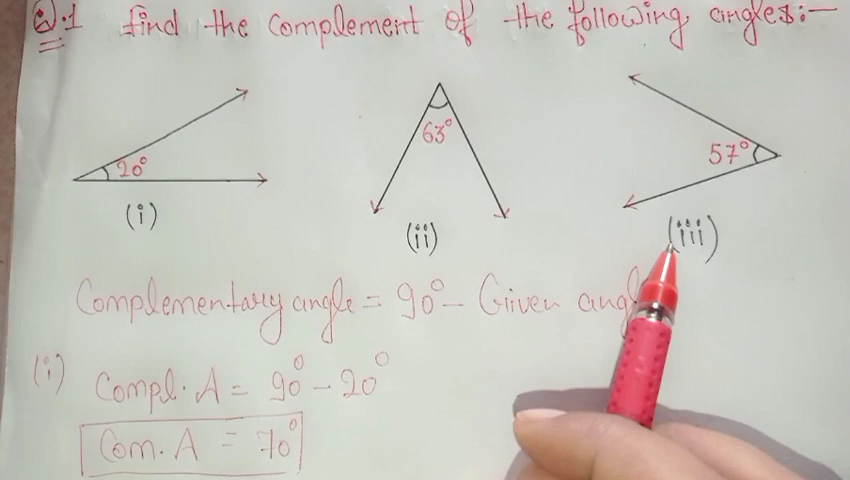 Q.1 find the complement of the following angles:-
20° 63° 57°
(i) (ii) (iii)
Complementary angle = 90° - Given angl
(i) Compl. A = 90° - 20°
Com. A = 70°